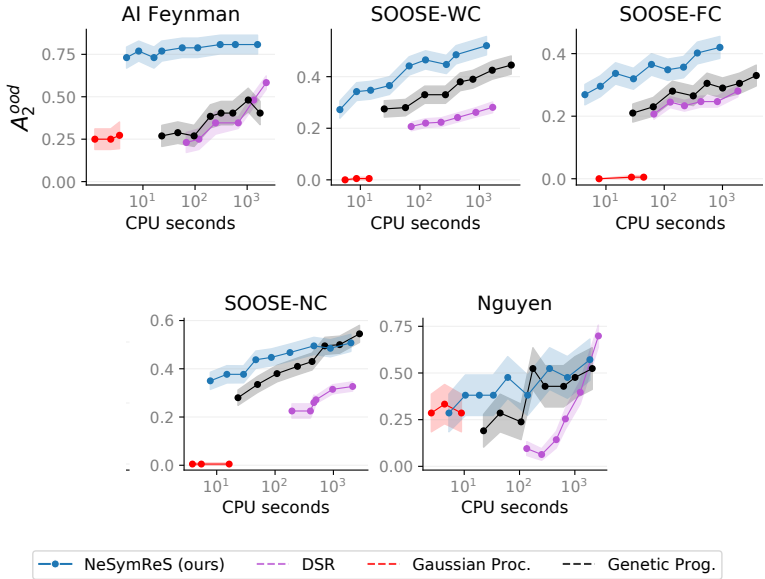 AI Feynman SOOSE-WC SOOSE-FC
A_2^{ood}
0.75
0.50
0.25
0.00
10^1 10^2 10^3
CPU seconds
0.4
0.2
0.0
10^1 10^2 10^3
CPU seconds
0.4
0.2
0.0
10^1 10^2 10^3
CPU seconds
SOOSE-NC Nguyen
0.6
0.4
0.2
0.0
10^1 10^2 10^3
CPU seconds
0.75
0.50
0.25
0.00
10^1 10^2 10^3
CPU seconds
NeSymReS (ours) DSR Gaussian Proc. Genetic Prog.